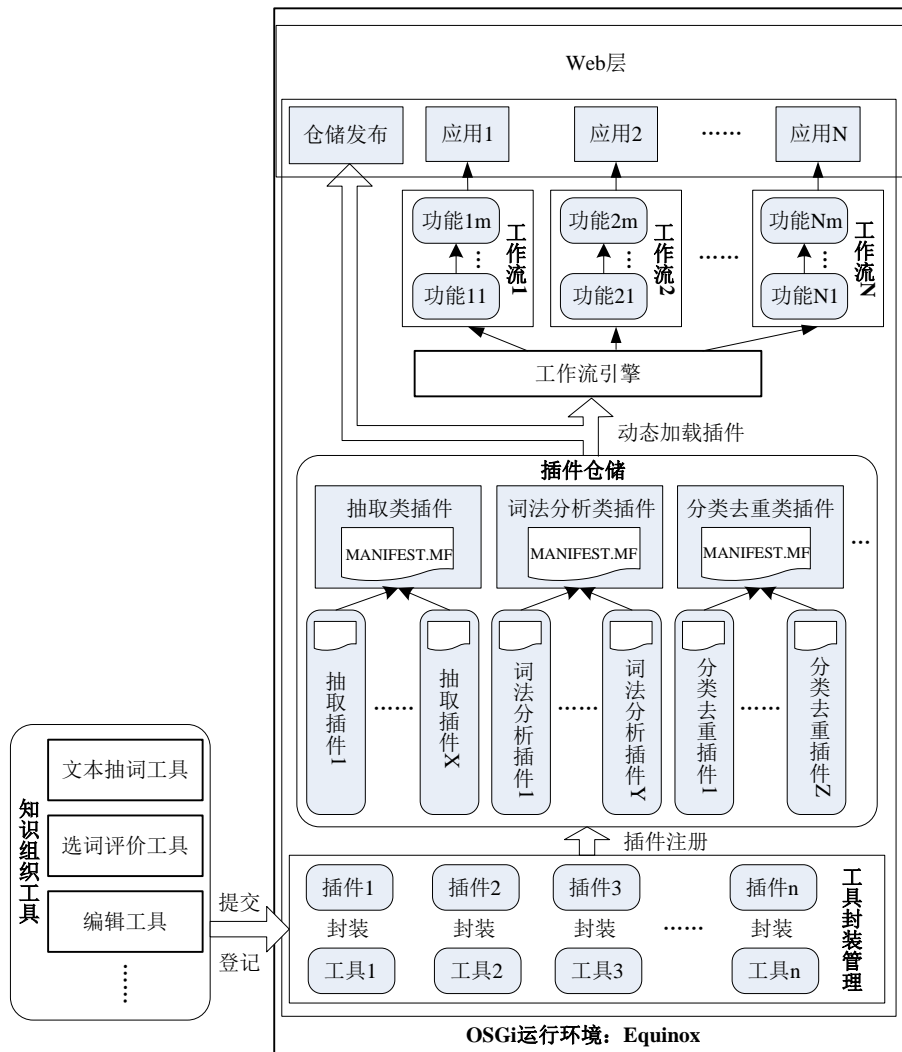 Web层
仓储发布
应用1
应用2
……
应用N
功能1m
…
功能11
工作流1
功能2m
…
功能21
工作流2
……
功能Nm
…
功能N1
工作流N
工作流引擎
动态加载插件
插件仓储
抽取类插件
MANIFEST.MF
词法分析类插件
MANIFEST.MF
分类去重类插件
MANIFEST.MF
…
抽取插件1
……
抽取插件X
词法分析插件1
……
词法分析插件Y
分类去重插件1
……
分类去重插件Z
插件注册
知识组织工具
文本抽词工具
选词评价工具
编辑工具
……
提交
登记
插件1
插件2
插件3
插件n
封装
封装
封装
……
封装
工具1
工具2
工具3
工具n
工具封装管理
OSGi运行环境：Equinox